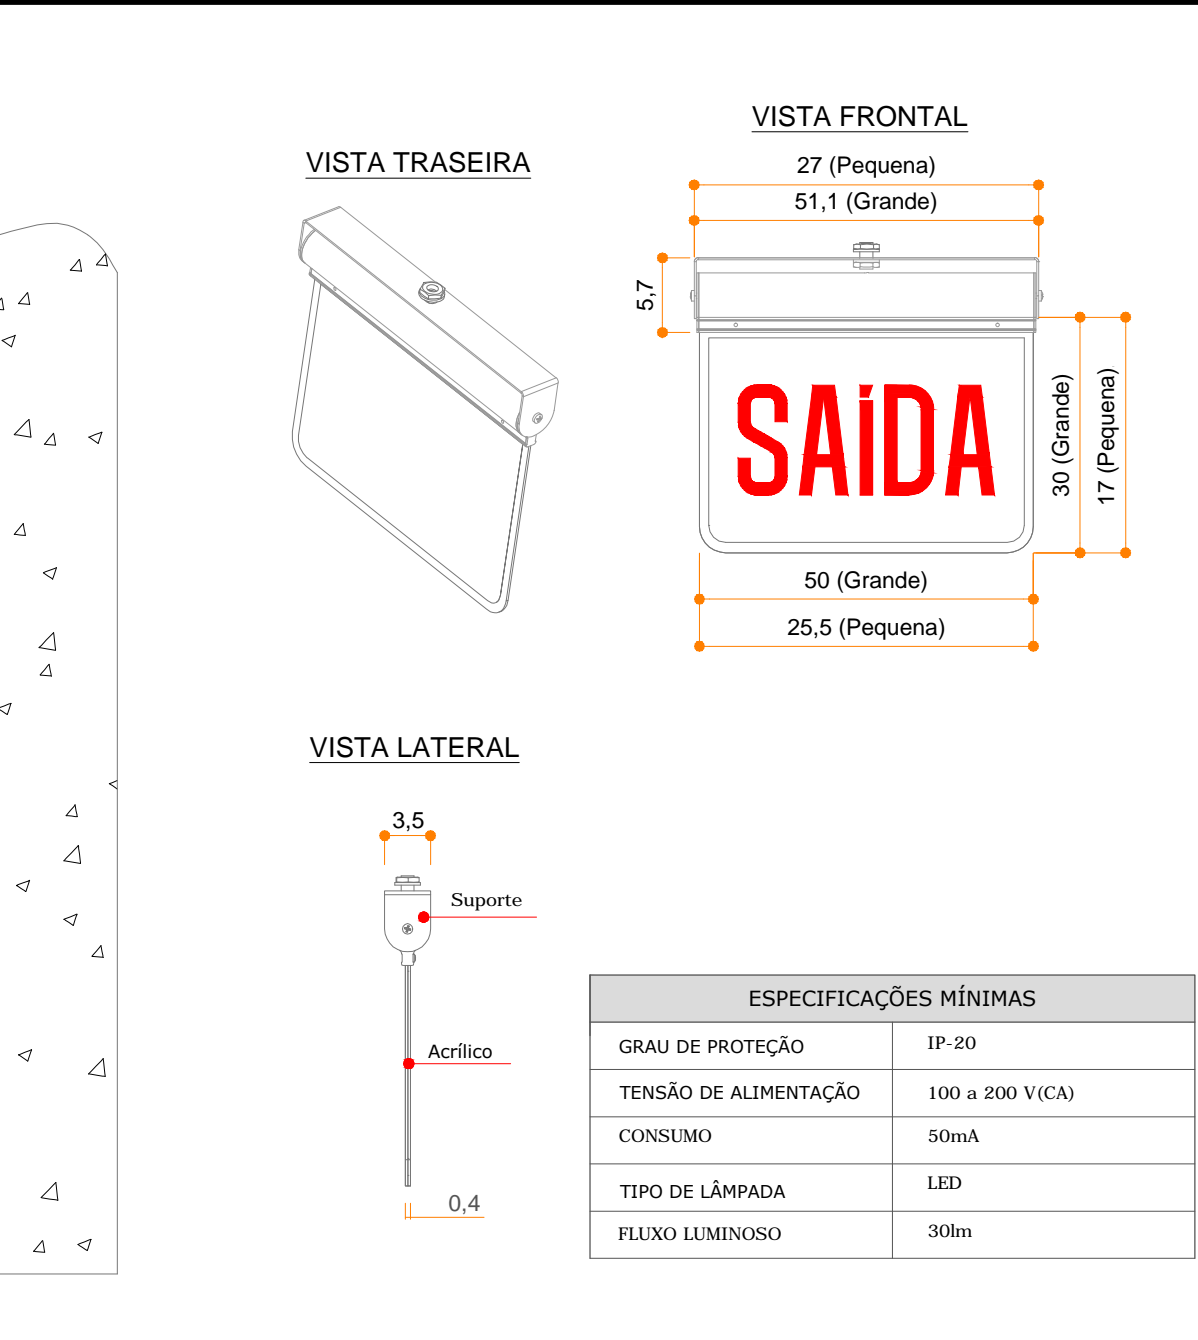 VISTA FRONTAL
VISTA TRASEIRA
27 (Pequena)
51,1 (Grande)
5,7
SAÍDA
30 (Grande)
17 (Pequena)
50 (Grande)
25,5 (Pequena)
VISTA LATERAL
3,5
Suporte
Acrílico
0,4
ESPECIFICAÇÕES MÍNIMAS
GRAU DE PROTEÇÃO IP-20
TENSÃO DE ALIMENTAÇÃO 100 a 200 V(CA)
CONSUMO 50mA
TIPO DE LÂMPADA LED
FLUXO LUMINOSO 30lm